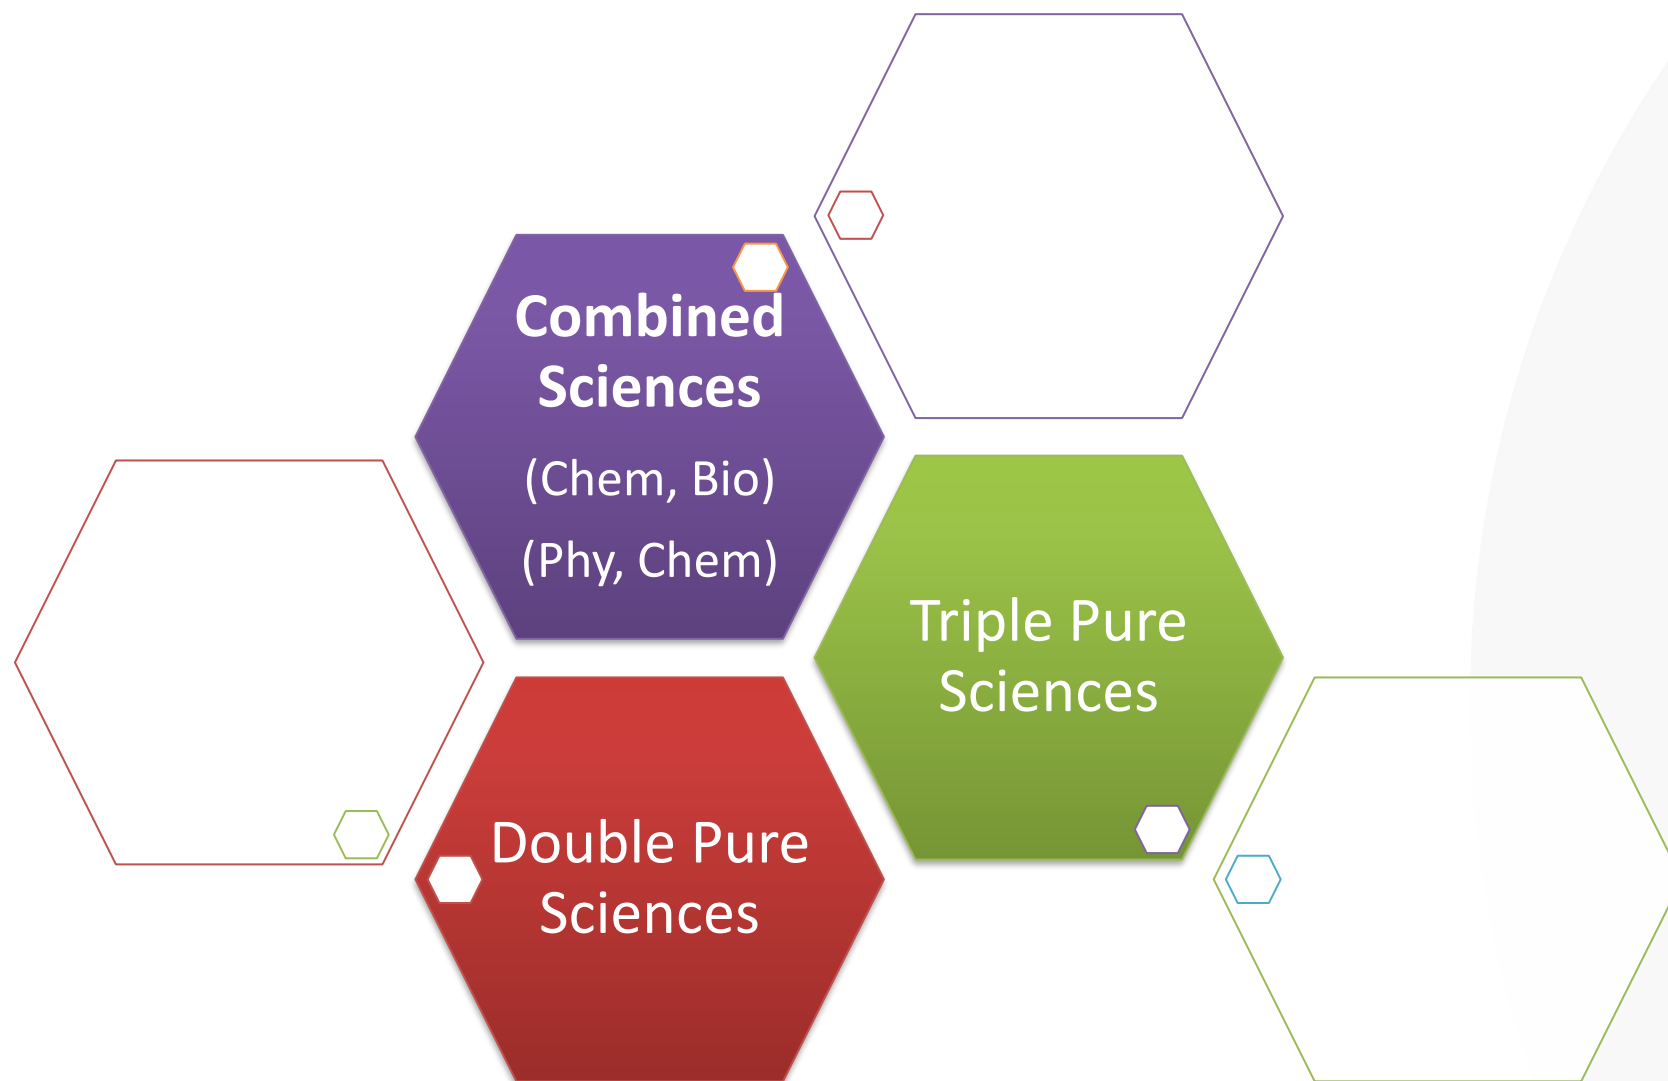 Combined
Sciences
(Chem, Bio)
(Phy, Chem)
Triple Pure
Sciences
Double Pure
Sciences